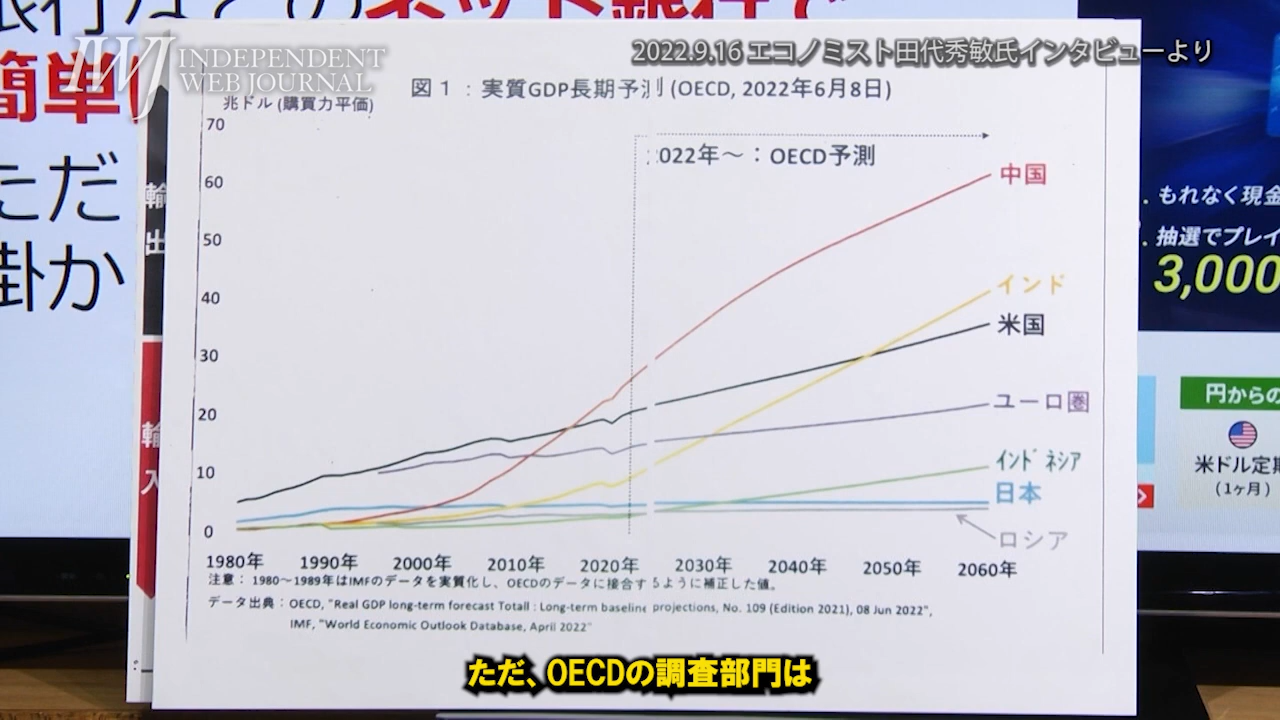 ネット銀行で
簡単
ただ
掛か
IWJ INDEPENDENT
WEB JOURNAL
2022.9.16 エコノミスト田代秀敏氏インタビューより
図1：実質GDP長期予測 (OECD, 2022年6月8日)
兆ドル (購買力平価)
70
60
50
40
30
20
10
0
022年～：OECD予測
中国
インド
米国
ユーロ圏
インドネシア
日本
ロシア
1980年 1990年 2000年 2010年 2020年 2030年 2040年 2050年 2060年
注意： 1980～1989年はIMFのデータを実質化し、OECDのデータに接合するように補正した値。
データ出典：OECD, "Real GDP long-term forecast Totall : Long-term baseline projections, No. 109 (Edition 2021), 08 Jun 2022",
IMF, "World Economic Outlook Database, April 2022"
輸
出
輸
入
もれなく現金
抽選でプレイ
3,000
円からの
米ドル定期
(1ヶ月)
ただ、OECDの調査部門は